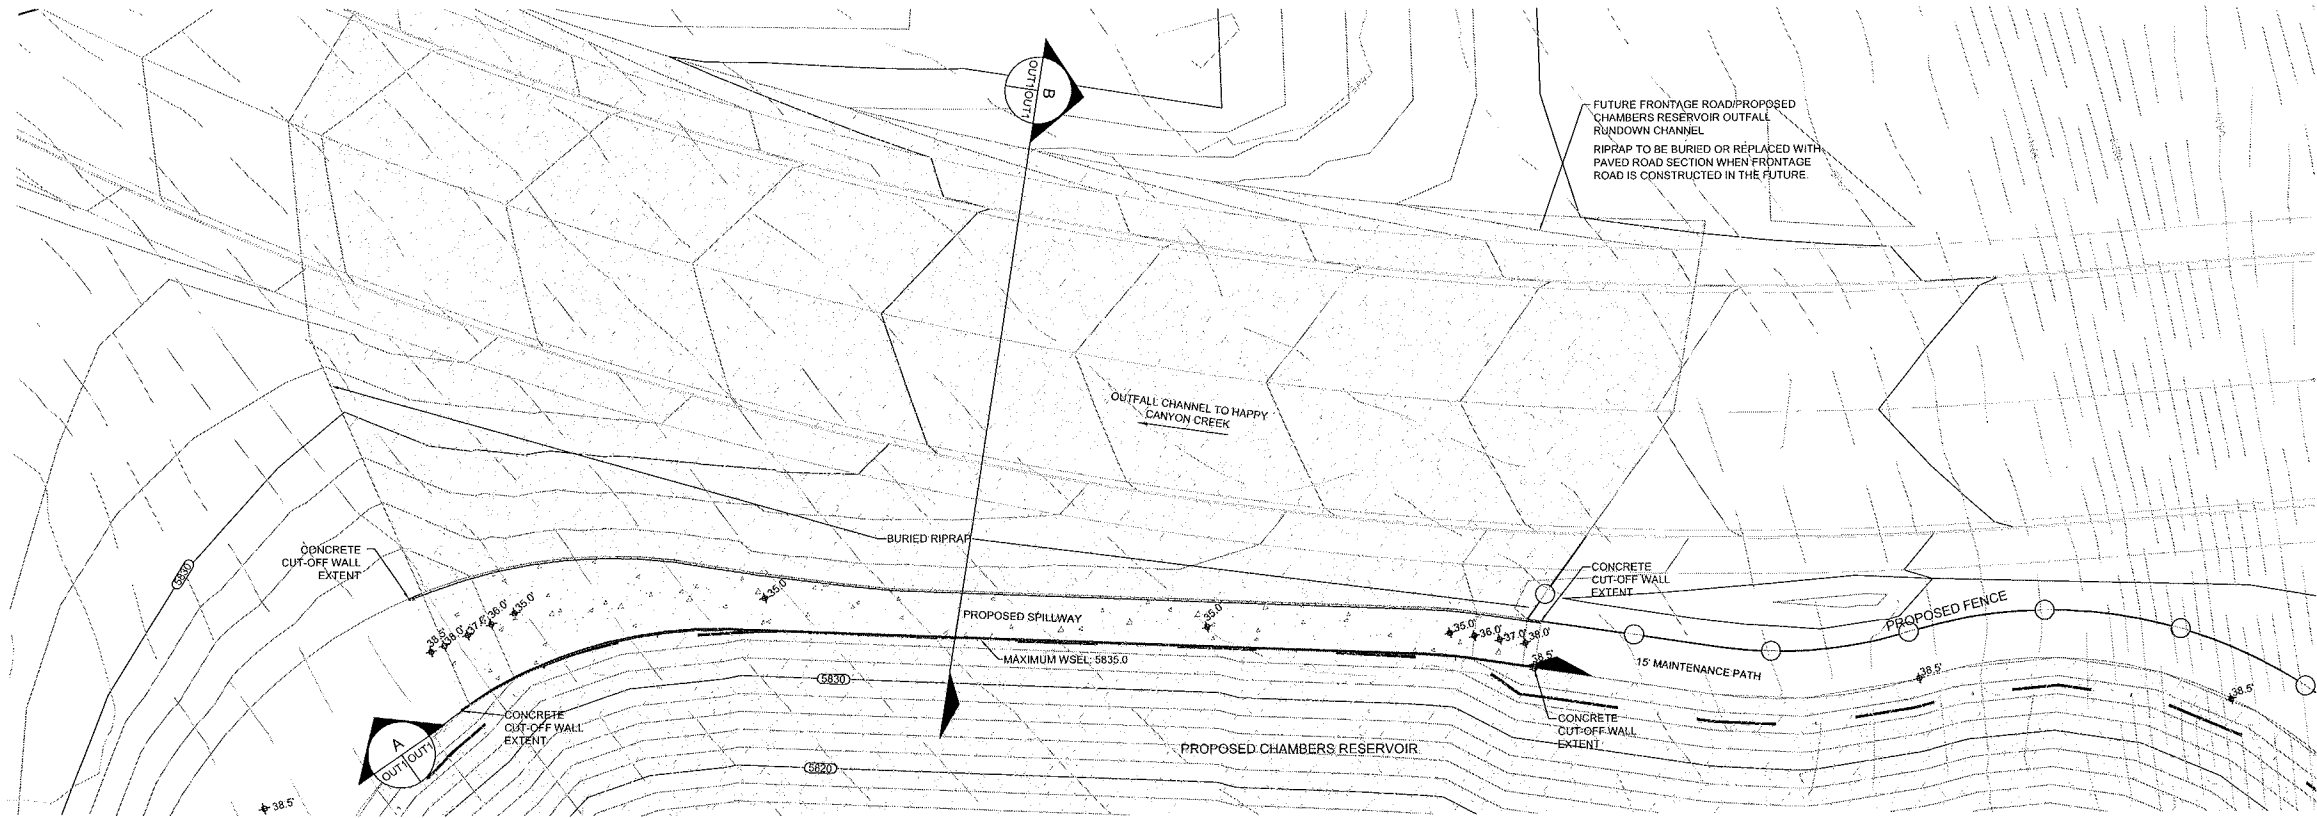 B
OUT1
OUT1
FUTURE FRONTAGE ROAD/PROPOSED
CHAMBERS RESERVOIR OUTFALL
RUNDOWN CHANNEL
RIPRAP TO BE BURIED OR REPLACED WITH
PAVED ROAD SECTION WHEN FRONTAGE
ROAD IS CONSTRUCTED IN THE FUTURE.
OUTFALL CHANNEL TO HAPPY
CANYON CREEK
BURIED RIPRAP
CONCRETE
CUT-OFF WALL
EXTENT
5830
38.5'
38.0'
37.0'
36.0'
35.0'
35.0'
PROPOSED SPILLWAY
35.0'
35.0'
36.0'
37.0'
38.0'
38.5'
CONCRETE
CUT-OFF WALL
EXTENT
PROPOSED FENCE
MAXIMUM WSEL: 5835.0
15' MAINTENANCE PATH
38.5'
38.5'
5830
CONCRETE
CUT-OFF WALL
EXTENT
CONCRETE
CUT-OFF WALL
EXTENT
A
OUT1
OUT1
PROPOSED CHAMBERS RESERVOIR
5820
38.5'